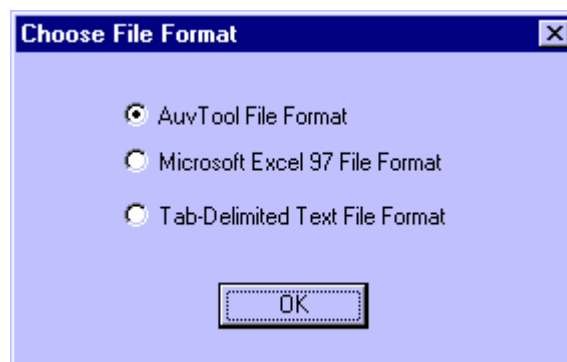 Choose File Format
AuvTool File Format
Microsoft Excel 97 File Format
Tab-Delimited Text File Format
OK